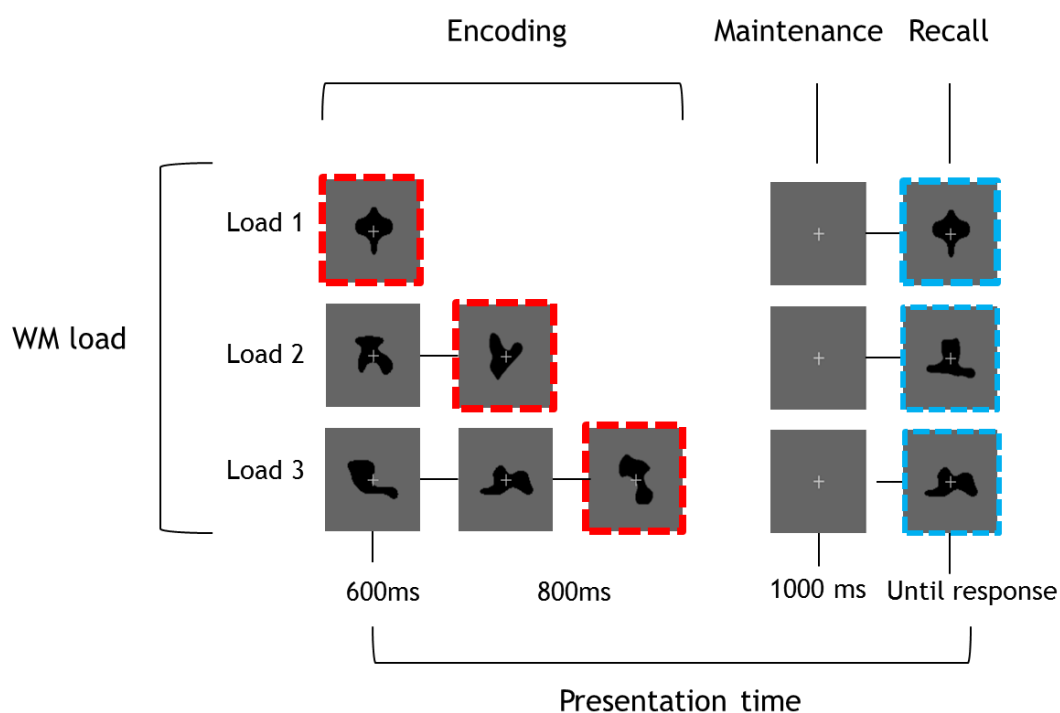 Encoding
Maintenance
Recall
WM load
Load 1
Load 2
Load 3
600ms
800ms
1000 ms
Until response
Presentation time